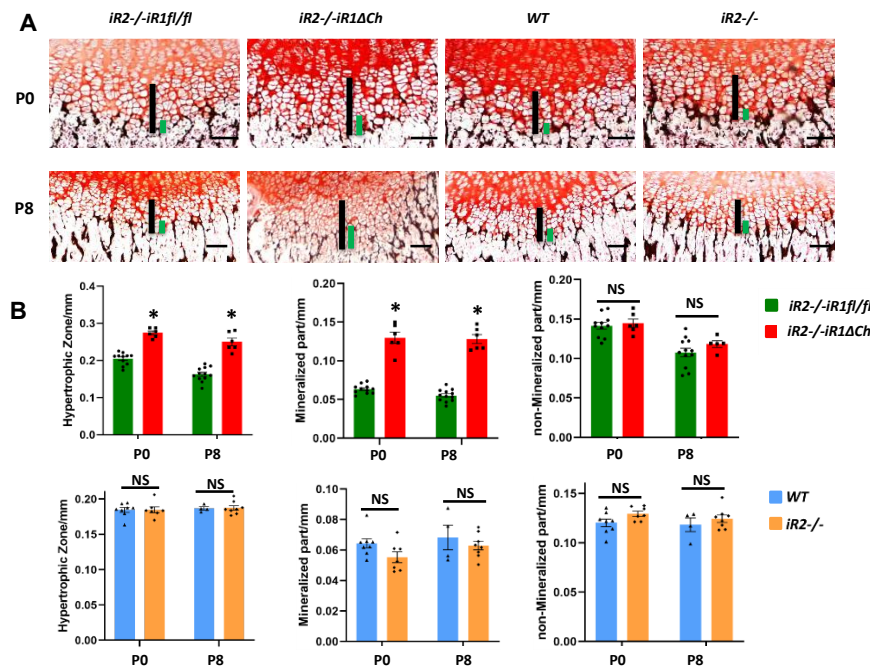 A
iR2-/-iR1fl/fl
iR2-/-iR1ΔCh
WT
iR2-/-
P0
P8
B
Hypertrophic Zone/mm
0.4
0.3
0.2
0.1
0.0
*
*
P0
P8
Mineralized part/mm
0.20
0.15
0.10
0.05
0.00
*
*
P0
P8
non-Mineralized part/mm
0.20
0.15
0.10
0.05
0.00
NS
NS
P0
P8
iR2-/-iR1fl/fl
iR2-/-iR1ΔCh
Hypertrophic Zone/mm
0.20
0.15
0.10
0.05
0.00
NS
NS
P0
P8
Mineralized part/mm
0.10
0.08
0.06
0.04
0.02
0.00
NS
NS
P0
P8
non-Mineralized part/mm
0.15
0.10
0.05
0.00
NS
NS
P0
P8
WT
iR2-/-